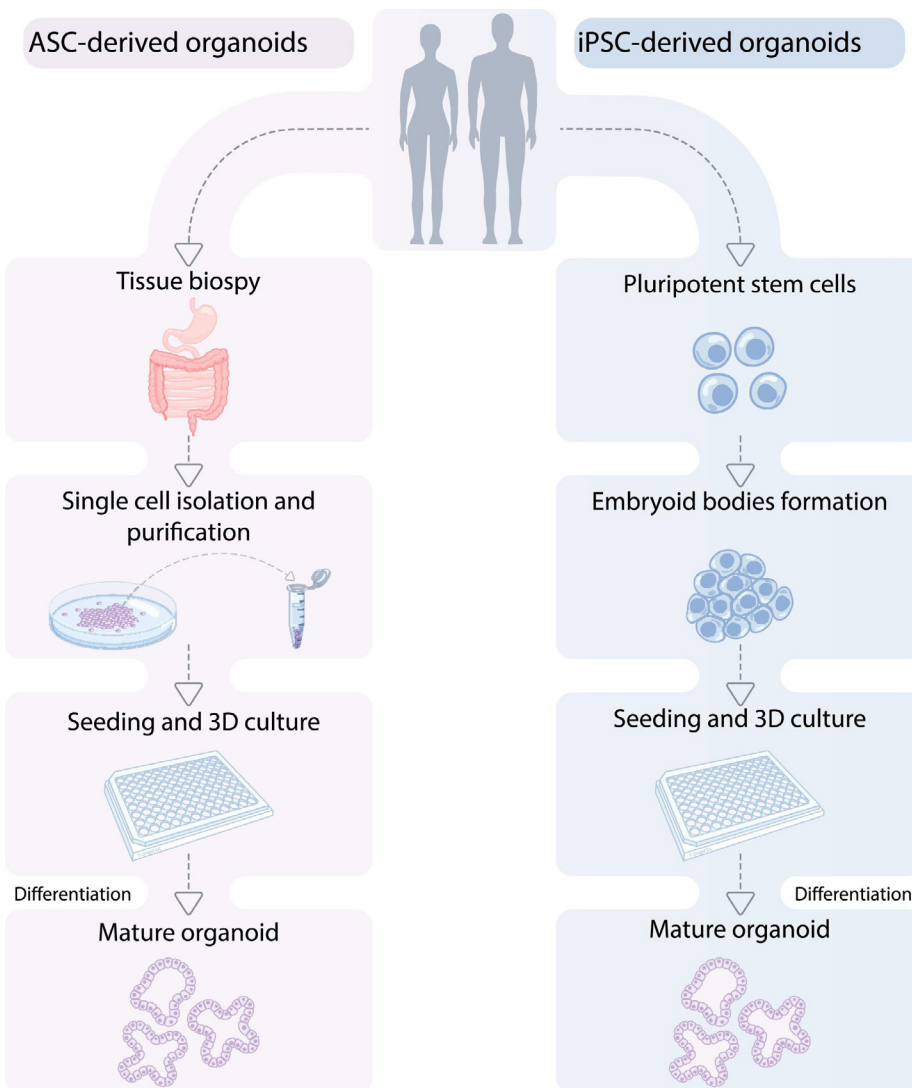 ASC-derived organoids
iPSC-derived organoids
Tissue biospy
Pluripotent stem cells
Single cell isolation and
purification
Embryoid bodies formation
Seeding and 3D culture
Seeding and 3D culture
Differentiation
Differentiation
Mature organoid
Mature organoid